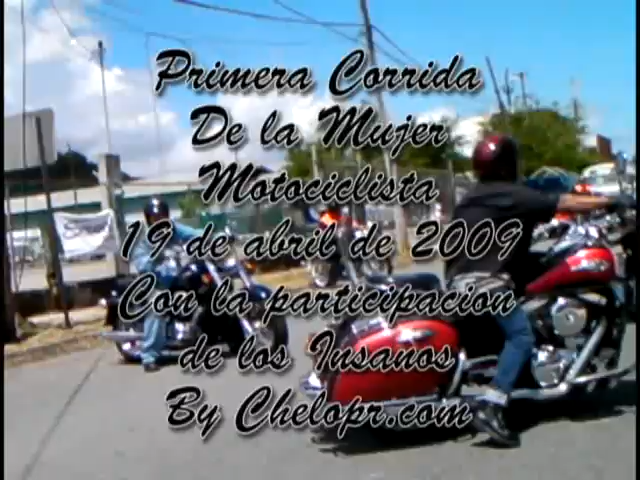 Primera Corrida
De la Mujer
Motociclista
19 de abril de 2009
Con la participacion
de los Insanos
By Chelopr.com